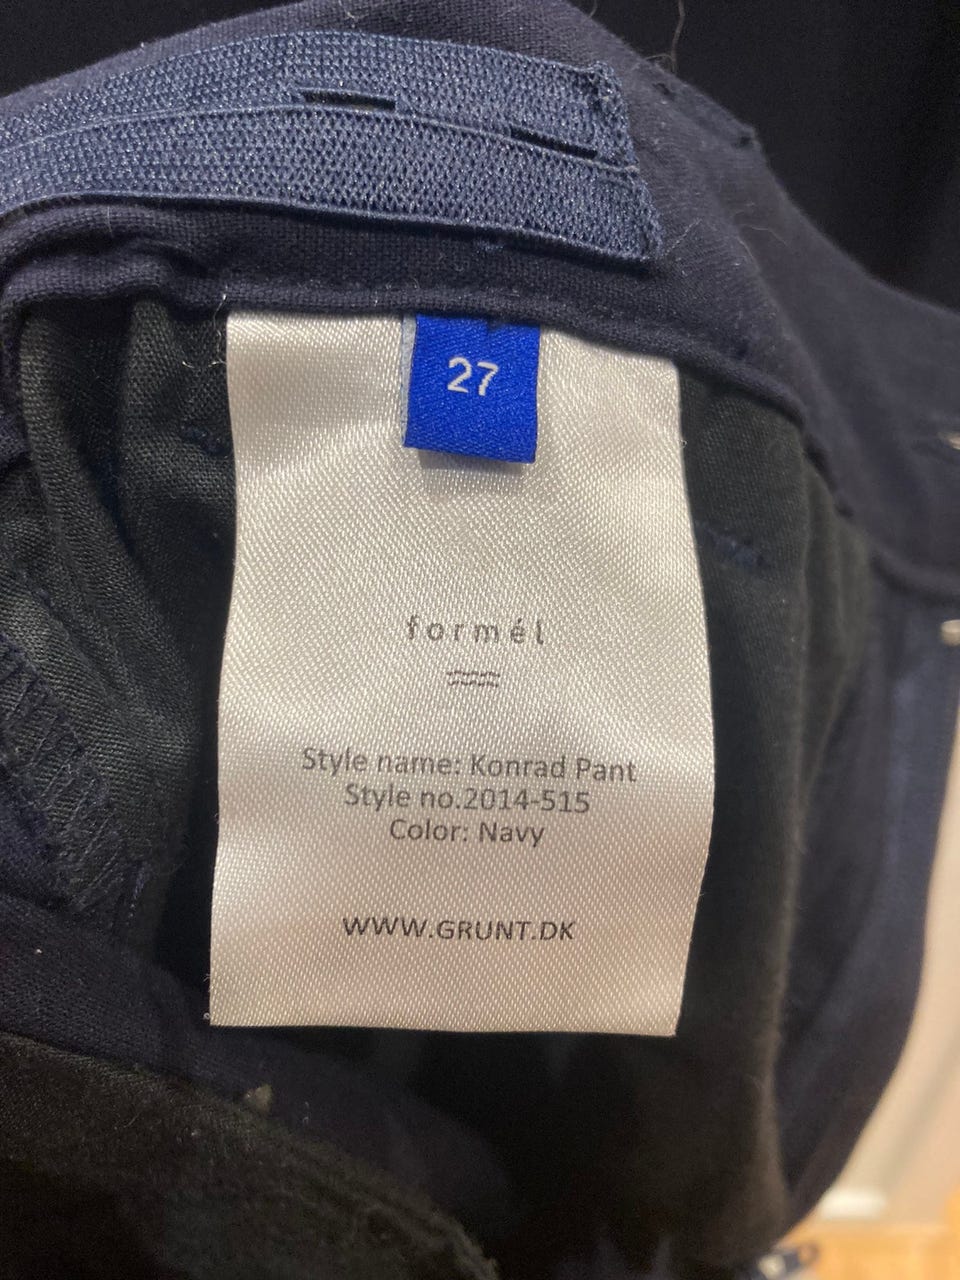 27
formél
Style name: Konrad Pant
Style no.2014-515
Color: Navy
WWW.GRUNT.DK